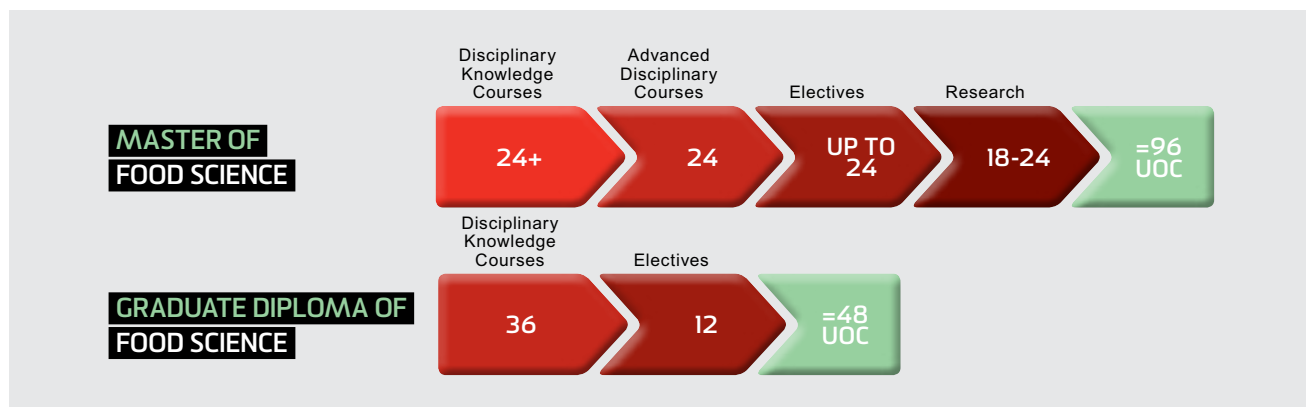 Disciplinary
Knowledge
Courses
Advanced
Disciplinary
Courses
Electives
Research
MASTER OF
FOOD SCIENCE
24+
24
UP TO
24
18-24
=96
UOC
Disciplinary
Knowledge
Courses
Electives
GRADUATE DIPLOMA OF
FOOD SCIENCE
36
12
=48
UOC